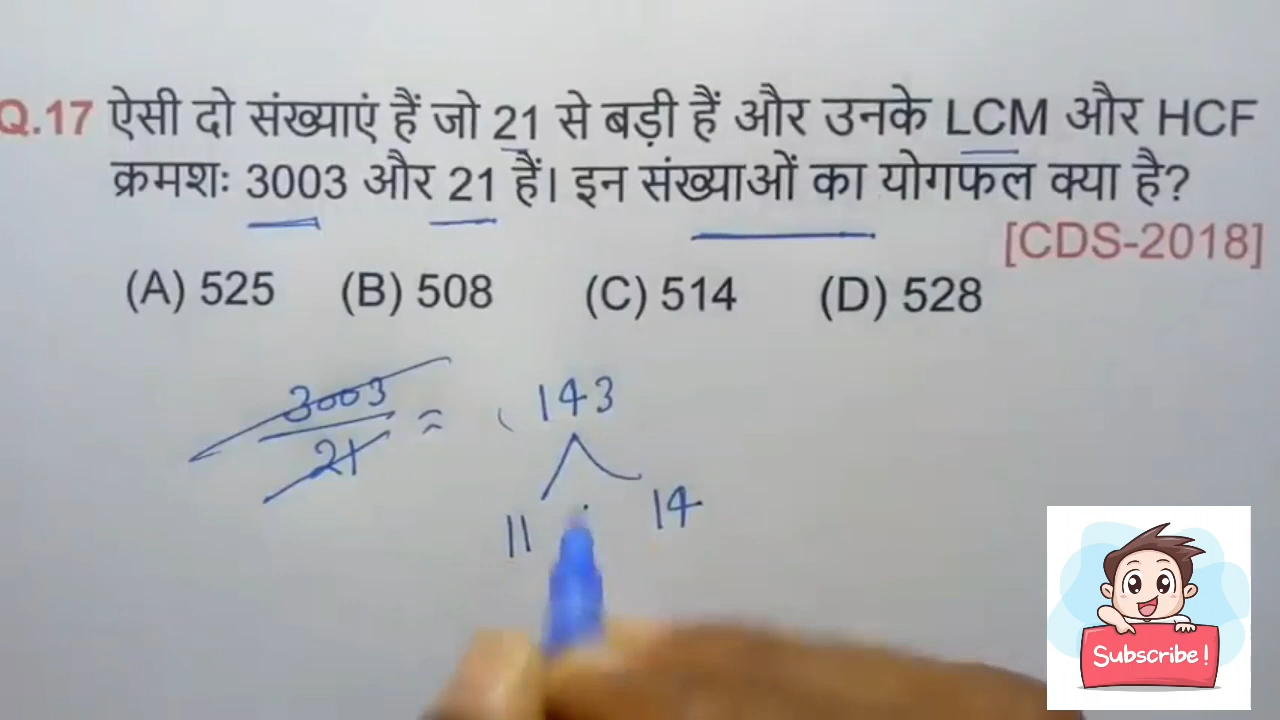 Q.17 ऐसी दो संख्याएं हैं जो 21 से बड़ी हैं और उनके LCM और HCF
क्रमशः 3003 और 21 हैं। इन संख्याओं का योगफल क्या है?
[CDS-2018]
(A) 525 (B) 508 (C) 514 (D) 528
3003
21
= 143
11 14
Subscribe!